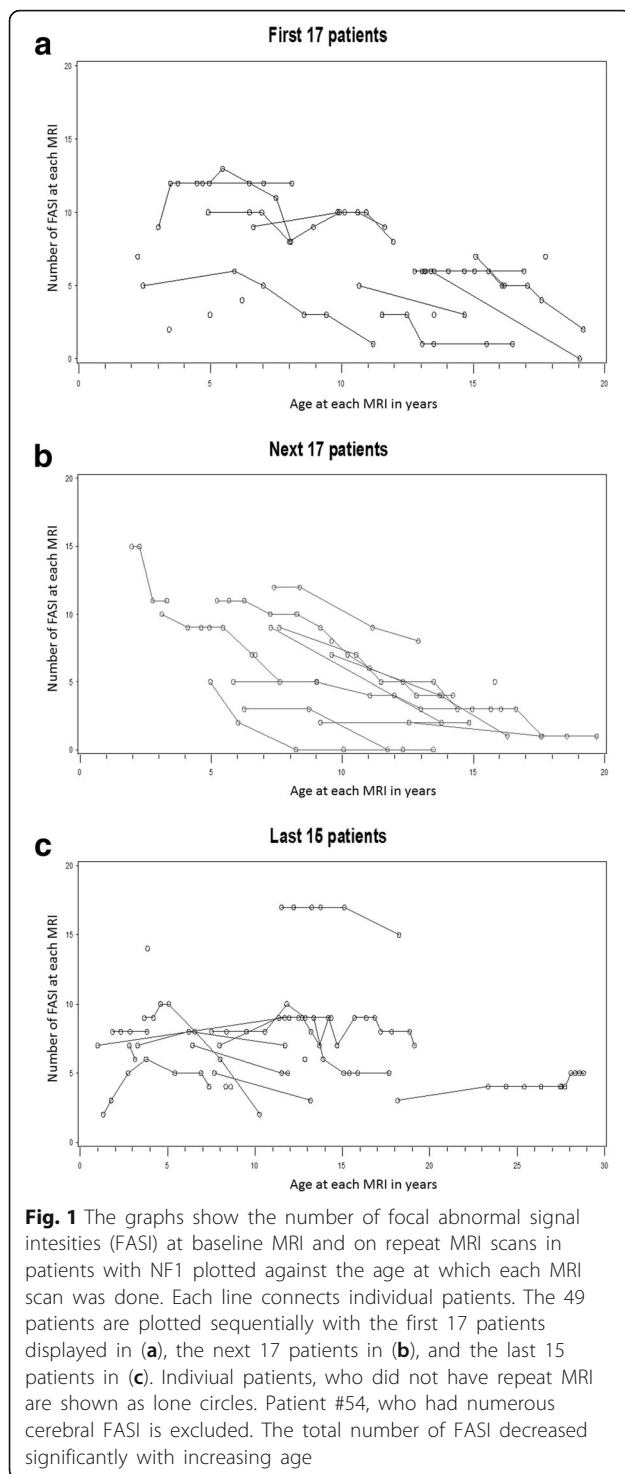 a
First 17 patients
Number of FASI at each MRI
20
15
10
5
0
0 5 10 15 20
Age at each MRI in years
b
Next 17 patients
Number of FASI at each MRI
20
15
10
5
0
0 5 10 15 20
Age at each MRI in years
c
Last 15 patients
Number of FASI at each MRI
20
15
10
5
0
0 5 10 15 20 25 30
Age at each MRI in years
Fig. 1 The graphs show the number of focal abnormal signal
intesities (FASI) at baseline MRI and on repeat MRI scans in
patients with NF1 plotted against the age at which each MRI
scan was done. Each line connects individual patients. The 49
patients are plotted sequentially with the first 17 patients
displayed in (a), the next 17 patients in (b), and the last 15
patients in (c). Indiviual patients, who did not have repeat MRI
are shown as lone circles. Patient #54, who had numerous
cerebral FASI is excluded. The total number of FASI decreased
significantly with increasing age